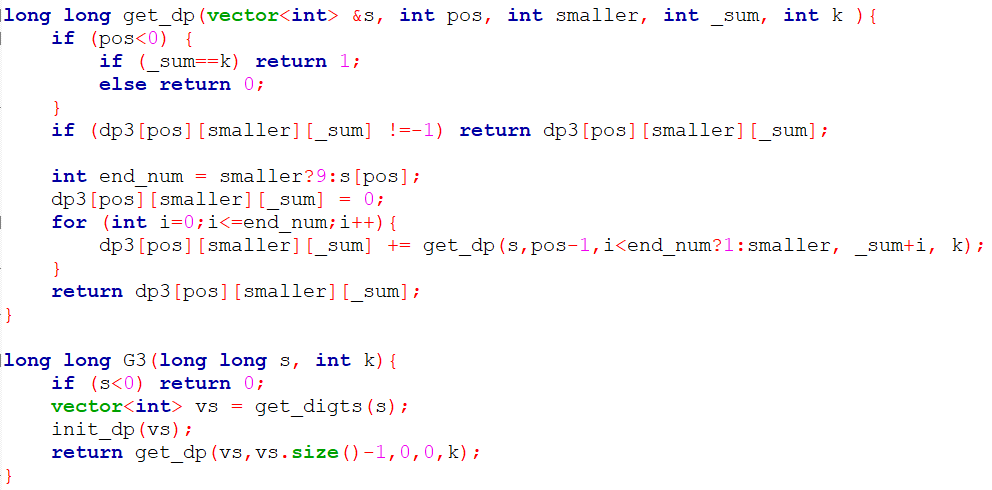 long long get_dp(vector<int> &s, int pos, int smaller, int _sum, int k ){
    if (pos<0) {
        if (_sum==k) return 1;
        else return 0;
    }
    if (dp3[pos][smaller][_sum] !=-1) return dp3[pos][smaller][_sum];

    int end_num = smaller?9:s[pos];
    dp3[pos][smaller][_sum] = 0;
    for (int i=0;i<=end_num;i++){
        dp3[pos][smaller][_sum] += get_dp(s,pos-1,i<end_num?1:smaller, _sum+i, k);
    }
    return dp3[pos][smaller][_sum];
}

long long G3(long long s, int k){
    if (s<0) return 0;
    vector<int> vs = get_digts(s);
    init_dp(vs);
    return get_dp(vs,vs.size()-1,0,0,k);
}